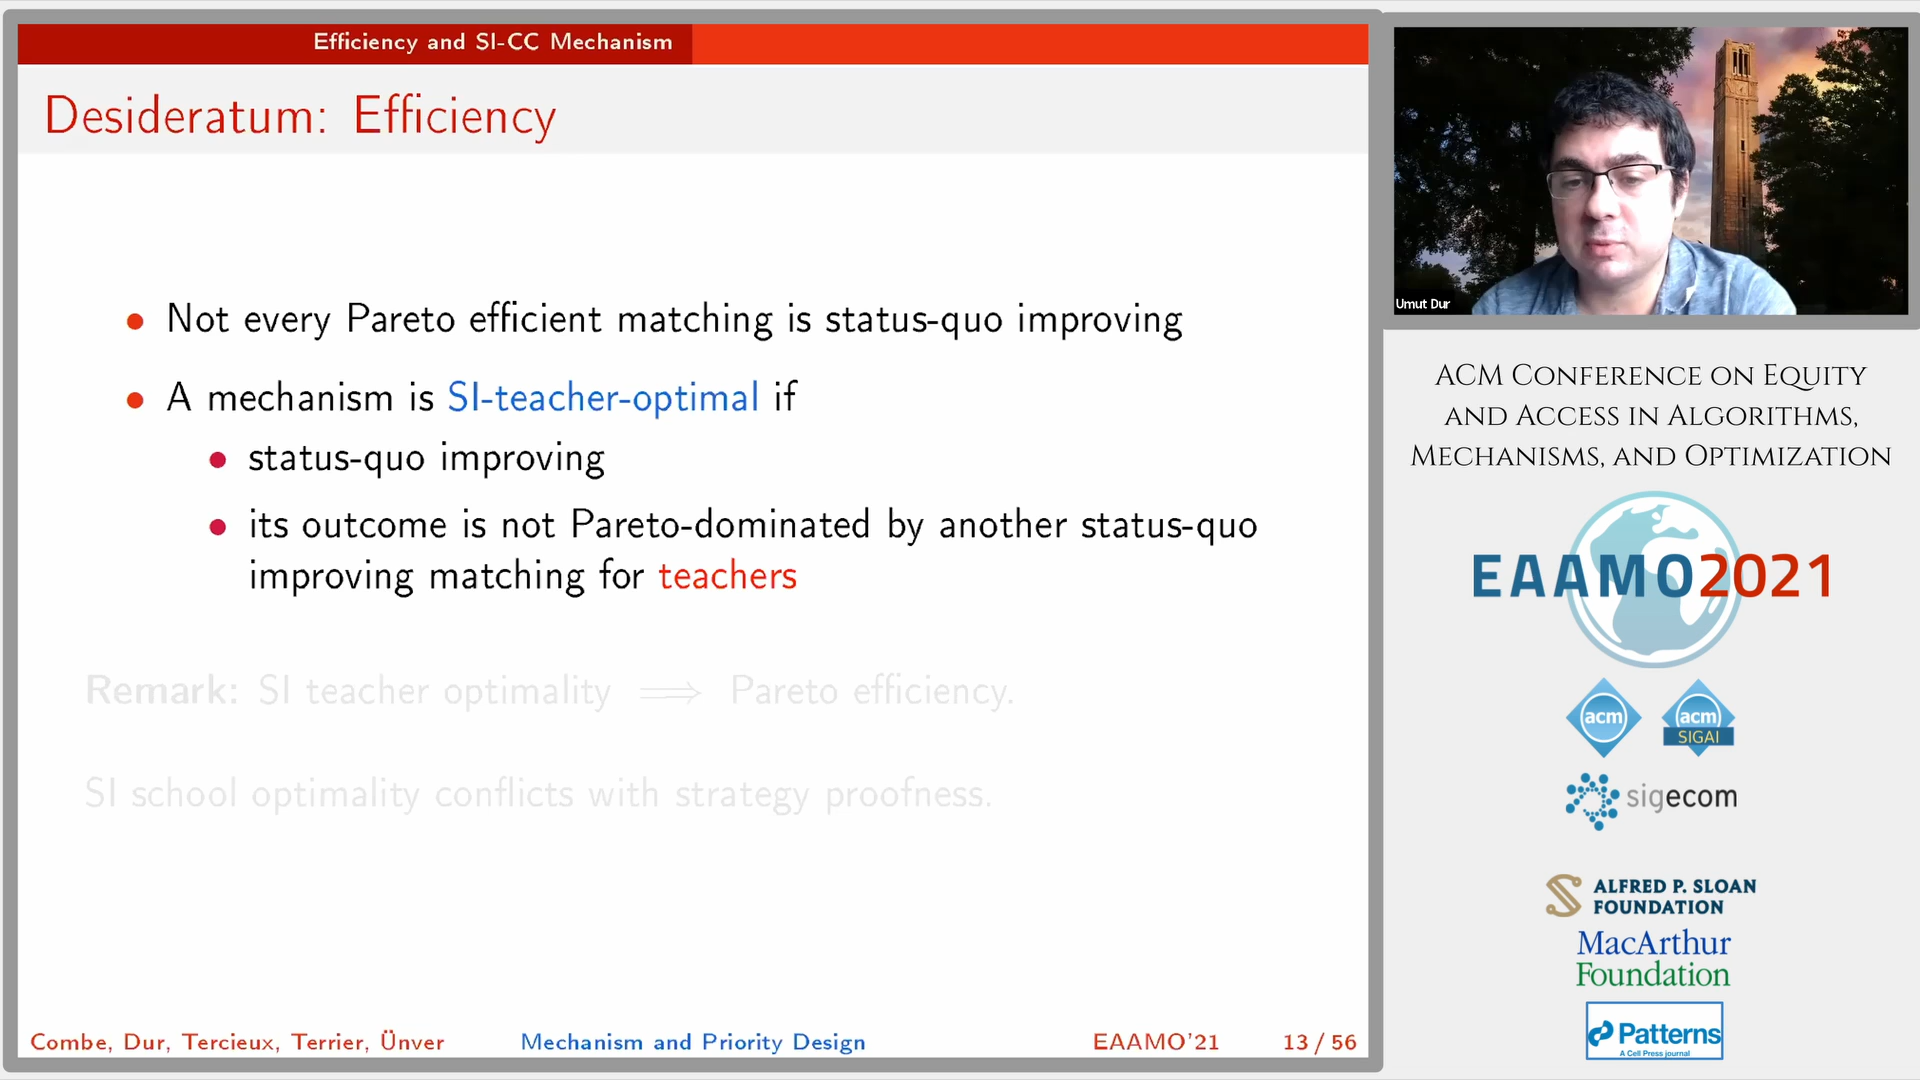 Efficiency and SI-CC Mechanism
Desideratum: Efficiency
• Not every Pareto efficient matching is status-quo improving
• A mechanism is SI-teacher-optimal if
• status-quo improving
• its outcome is not Pareto-dominated by another status-quo
improving matching for teachers
Remark: SI teacher optimality ⟹ Pareto efficiency.
SI school optimality conflicts with strategy proofness.
Combe, Dur, Tercieux, Terrier, Ünver Mechanism and Priority Design EAAMO'21 13 / 56
Umut Dur
ACM Conference on Equity
and Access in Algorithms,
Mechanisms, and Optimization
EAAMO2021
acm
acm
SIGAI
sigecom
ALFRED P. SLOAN
FOUNDATION
MacArthur
Foundation
Patterns
A Cell Press journal